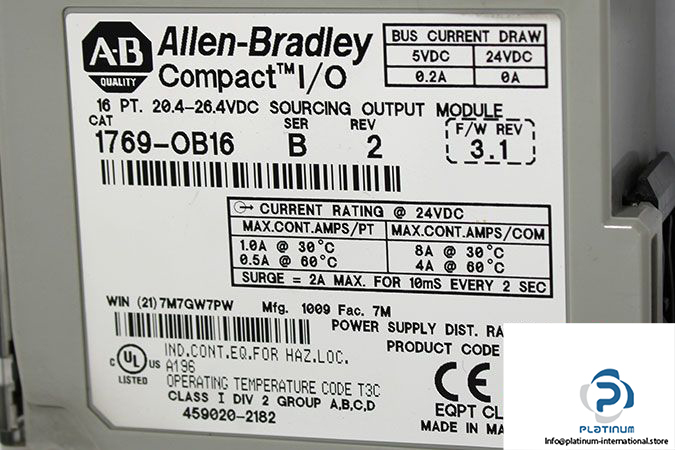 A-B
QUALITY
Allen-Bradley
Compact™ I/O
BUS CURRENT DRAW
5VDC 24VDC
0.2A 0A
16 PT. 20.4-26.4VDC SOURCING OUTPUT MODULE
CAT SER REV
1769-OB16 B 2
F/W REV
3.1
CURRENT RATING @ 24VDC
MAX.CONT.AMPS/PT MAX.CONT.AMPS/COM
1.0A @ 30°C 8A @ 30°C
0.5A @ 60°C 4A @ 60°C
SURGE = 2A MAX. FOR 10mS EVERY 2 SEC
WIN (21) 7M7GW7PW Mfg. 1009 Fac. 7M
POWER SUPPLY DIST. RA
PRODUCT CODE
C UL US
LISTED
IND.CONT.EQ.FOR HAZ.LOC.
A196
OPERATING TEMPERATURE CODE T3C
CLASS I DIV 2 GROUP A,B,C,D
459020-2182
CE
EQPT CL
MADE IN MA
PLATINUM
Info@platinum-international.store